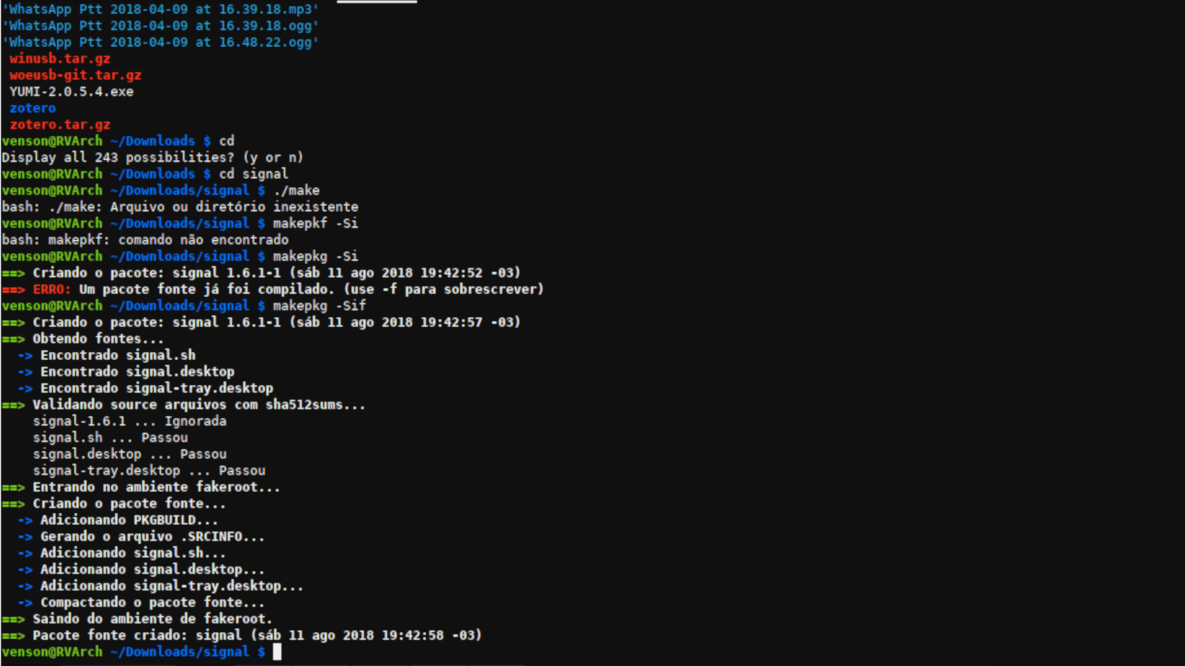 'WhatsApp Ptt 2018-04-09 at 16.39.18.mp3'
'WhatsApp Ptt 2018-04-09 at 16.39.18.ogg'
'WhatsApp Ptt 2018-04-09 at 16.48.22.ogg'
winusb.tar.gz
woeusb-git.tar.gz
YUMI-2.0.5.4.exe
zotero
zotero.tar.gz
venson@RVArch ~/Downloads $ cd
Display all 243 possibilities? (y or n)
venson@RVArch ~/Downloads $ cd signal
venson@RVArch ~/Downloads/signal $ ./make
bash: ./make: Arquivo ou diretório inexistente
venson@RVArch ~/Downloads/signal $ makepkf -Si
bash: makepkf: comando não encontrado
venson@RVArch ~/Downloads/signal $ makepkg -Si
==> Criando o pacote: signal 1.6.1-1 (sáb 11 ago 2018 19:42:52 -03)
==> ERRO: Um pacote fonte já foi compilado. (use -f para sobrescrever)
venson@RVArch ~/Downloads/signal $ makepkg -Sif
==> Criando o pacote: signal 1.6.1-1 (sáb 11 ago 2018 19:42:57 -03)
==> Obtendo fontes...
-> Encontrado signal.sh
-> Encontrado signal.desktop
-> Encontrado signal-tray.desktop
==> Validando source arquivos com sha512sums...
signal-1.6.1 ... Ignorada
signal.sh ... Passou
signal.desktop ... Passou
signal-tray.desktop ... Passou
==> Entrando no ambiente fakeroot...
==> Criando o pacote fonte...
-> Adicionando PKGBUILD...
-> Gerando o arquivo .SRCINFO...
-> Adicionando signal.sh...
-> Adicionando signal.desktop...
-> Adicionando signal-tray.desktop...
-> Compactando o pacote fonte...
==> Saindo do ambiente de fakeroot.
==> Pacote fonte criado: signal (sáb 11 ago 2018 19:42:58 -03)
venson@RVArch ~/Downloads/signal $